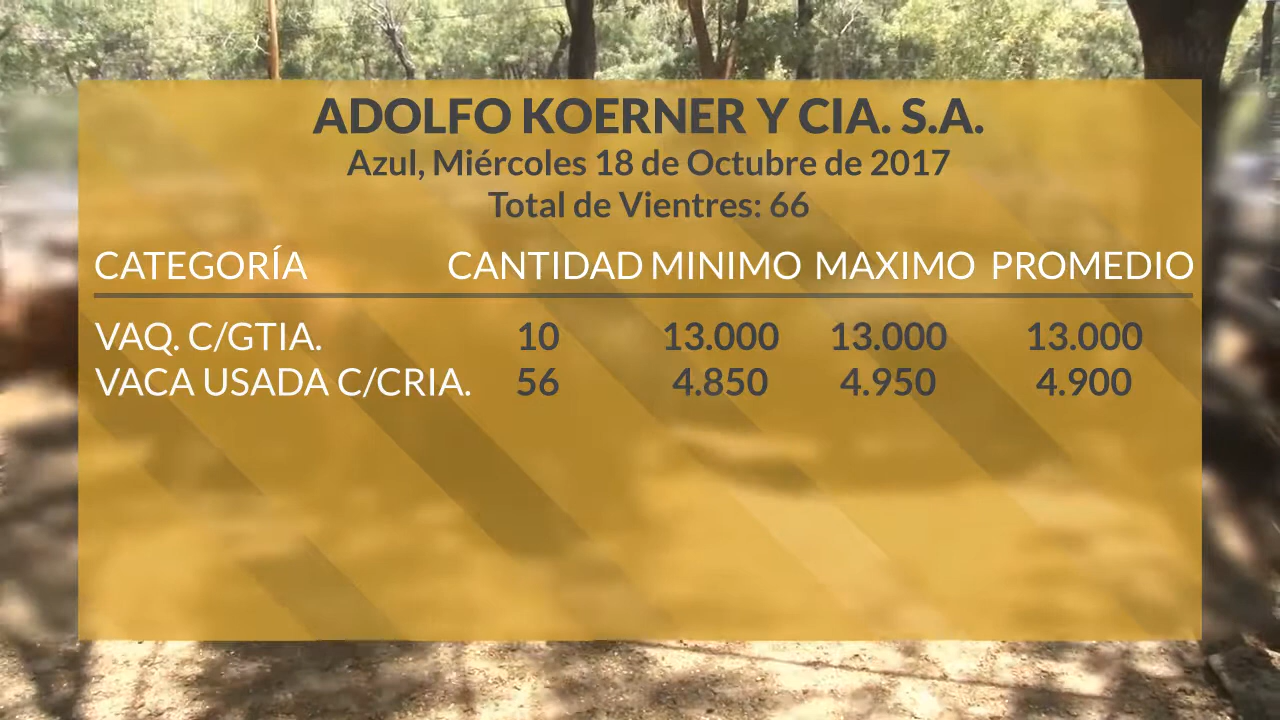 ADOLFO KOERNER Y CIA. S.A.
Azul, Miércoles 18 de Octubre de 2017
Total de Vientres: 66
CATEGORÍA CANTIDAD MINIMO MAXIMO PROMEDIO
VAQ. C/GTIA. 10 13.000 13.000 13.000
VACA USADA C/CRIA. 56 4.850 4.950 4.900